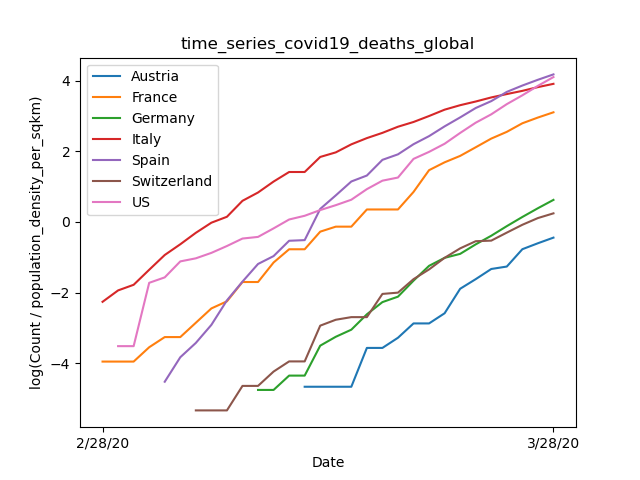 time_series_covid19_deaths_global
log(Count / population_density_per_sqkm)
4
2
0
−2
−4
Austria
France
Germany
Italy
Spain
Switzerland
US
2/28/20
3/28/20
Date